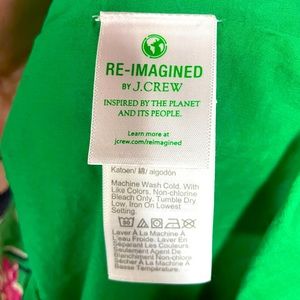 RE-IMAGINED
BY J.CREW
INSPIRED BY THE PLANET
AND ITS PEOPLE.
Learn more at
jcrew.com/reimagined
Katoen/ 綿/ algodón
Machine Wash Cold. With
Like Colors. Non-chlorine
Bleach Only. Tumble Dry
Low. Iron On Lowest
Setting.
Laver À La Machine À
L'eau Froide. Laver En
Séparant Les Couleurs
Seulement Agent De
Blanchiment Non-chloré
Sécher À La Machine À
Basse Température.